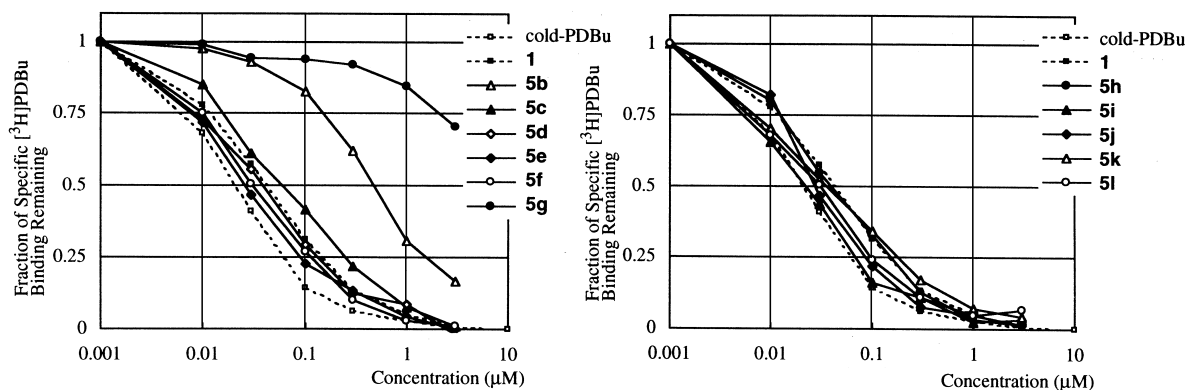 Fraction of Specific [³H]PDBu
Binding Remaining
1
0.75
0.5
0.25
0
0.001 0.01 0.1 1 10
Concentration (μM)
cold-PDBu
1
5b
5c
5d
5e
5f
5g
Fraction of Specific [³H]PDBu
Binding Remaining
1
0.75
0.5
0.25
0
0.001 0.01 0.1 1 10
Concentration (μM)
cold-PDBu
1
5h
5i
5j
5k
5l